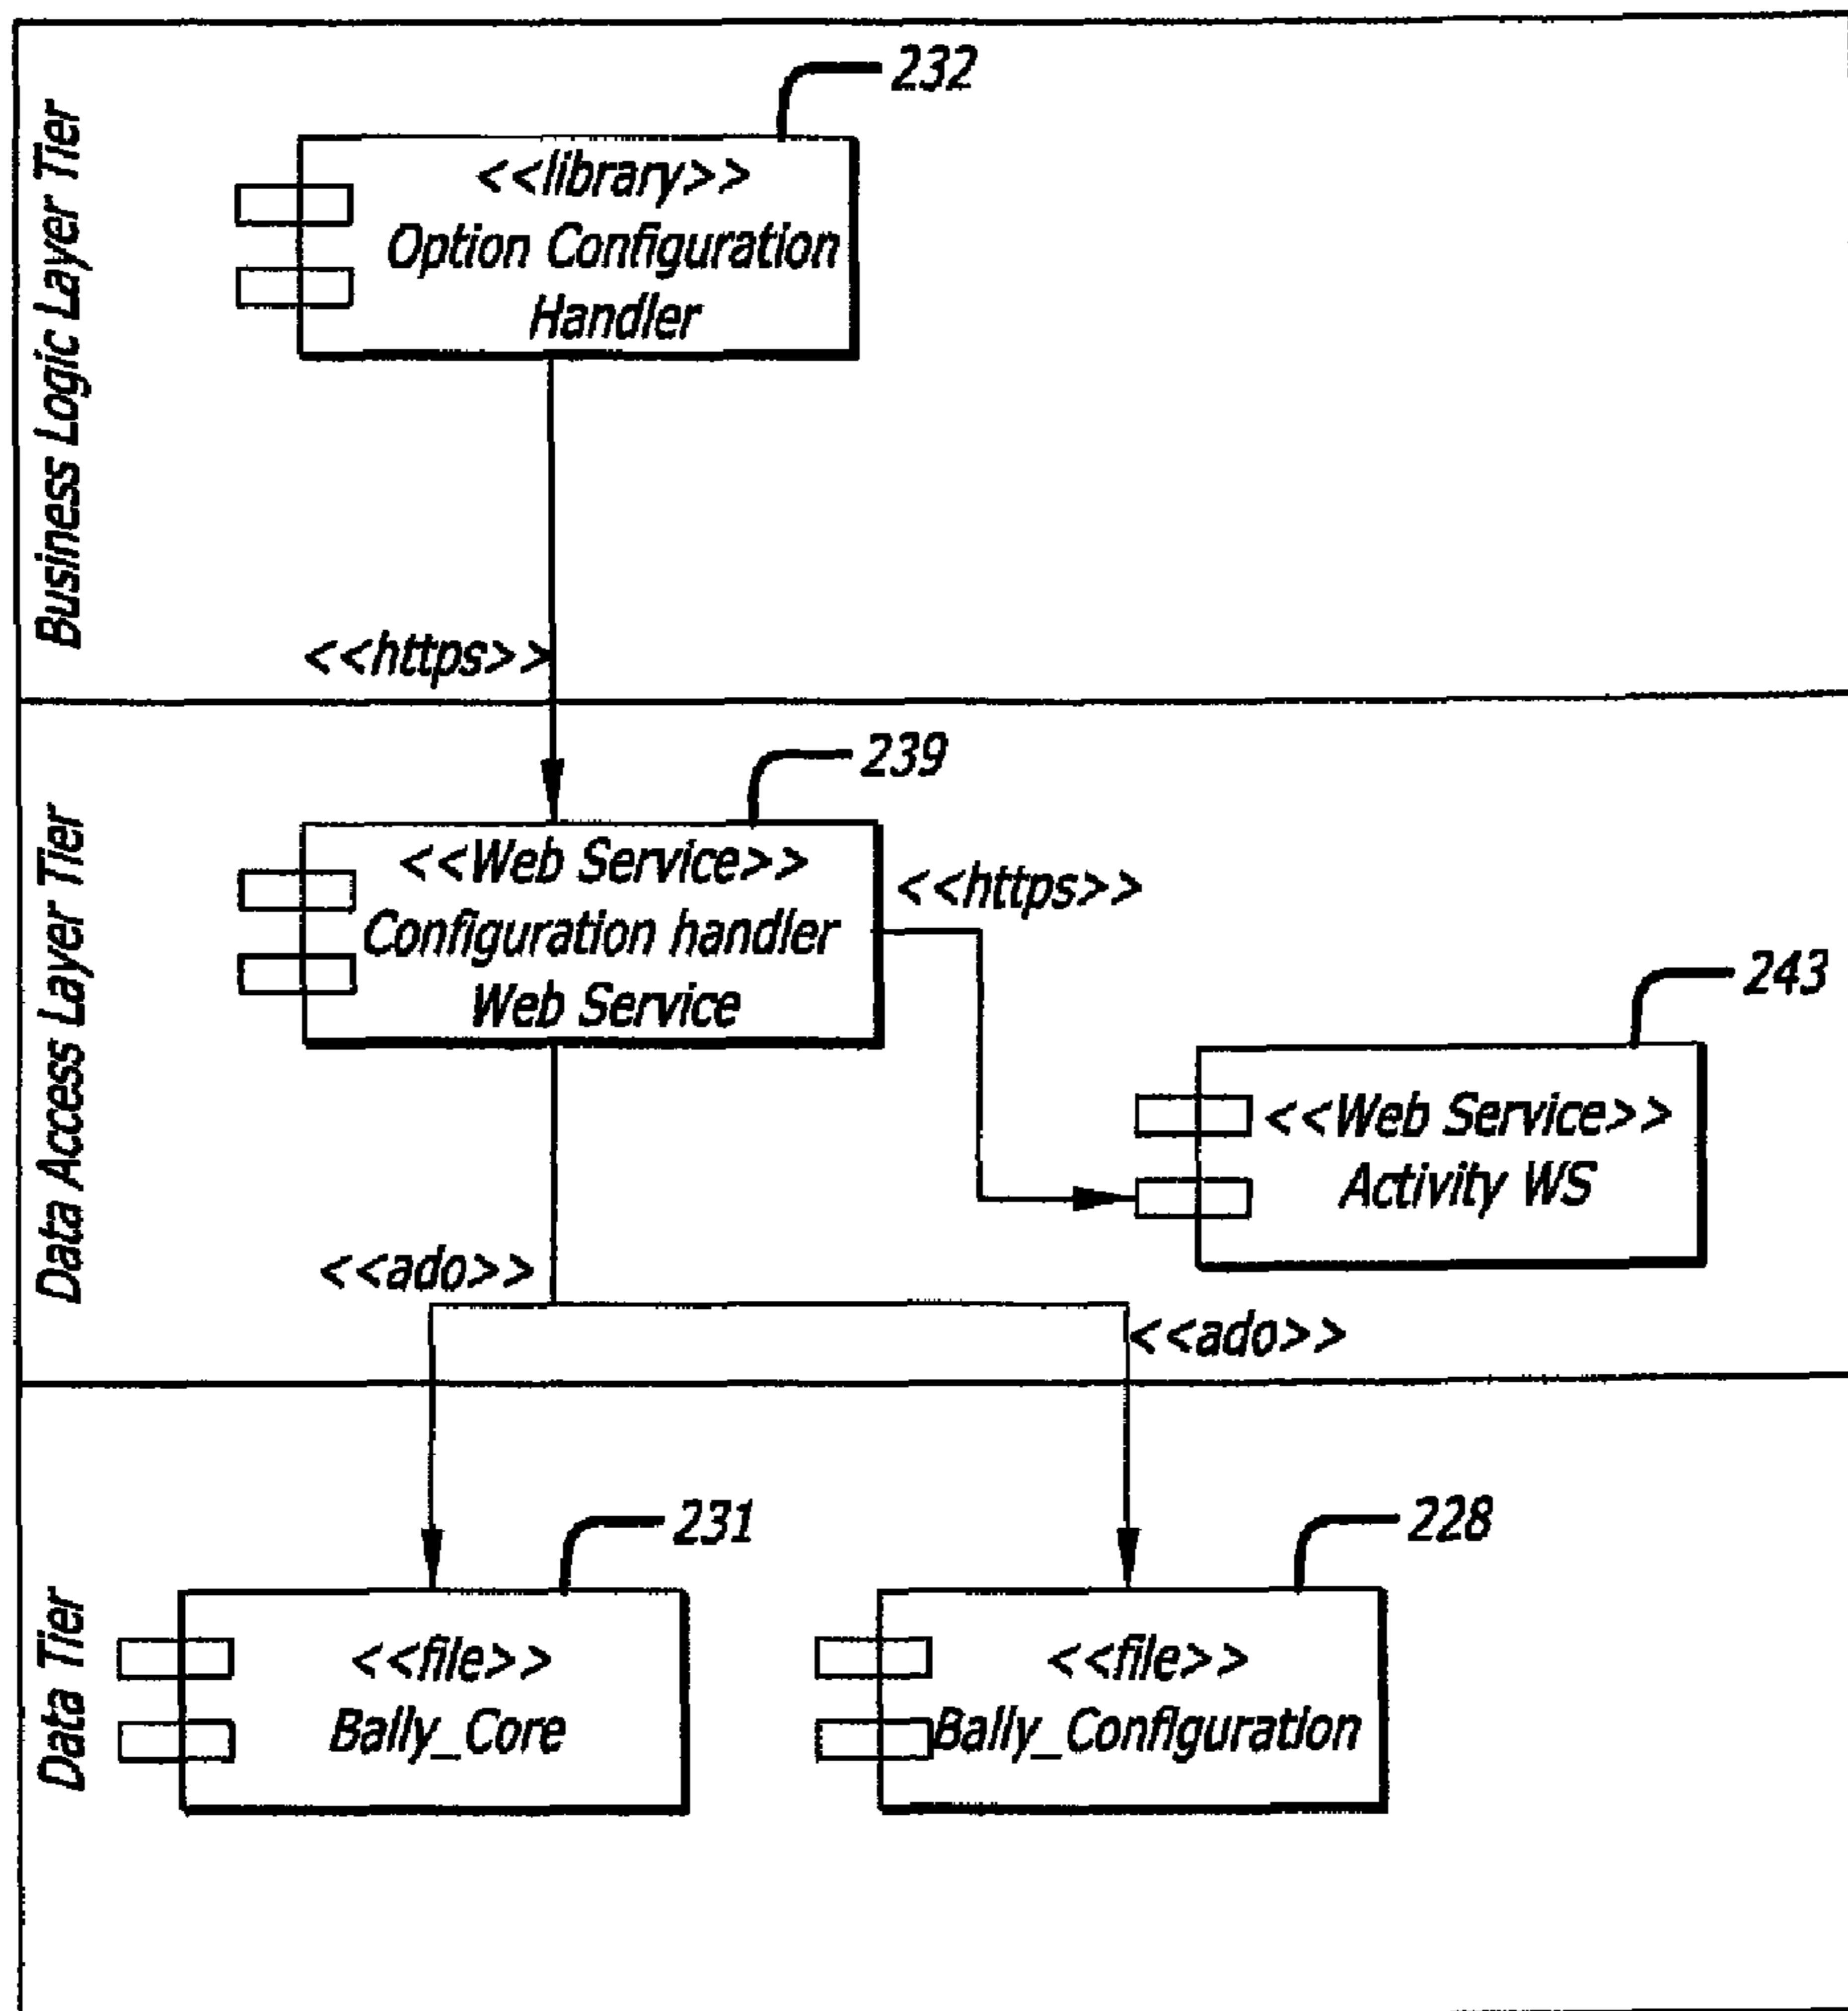 232
<<library>>
Option Configuration
Handler
Business Logic Layer Tier
<<https>>
239
<<Web Service>>
Configuration handler
Web Service
<<https>>
243
<<Web Service>>
Activity WS
Data Access Layer Tier
<<ado>>
<<ado>>
231
<<file>>
Bally_Core
228
<<file>>
Bally_Configuration
Data Tier